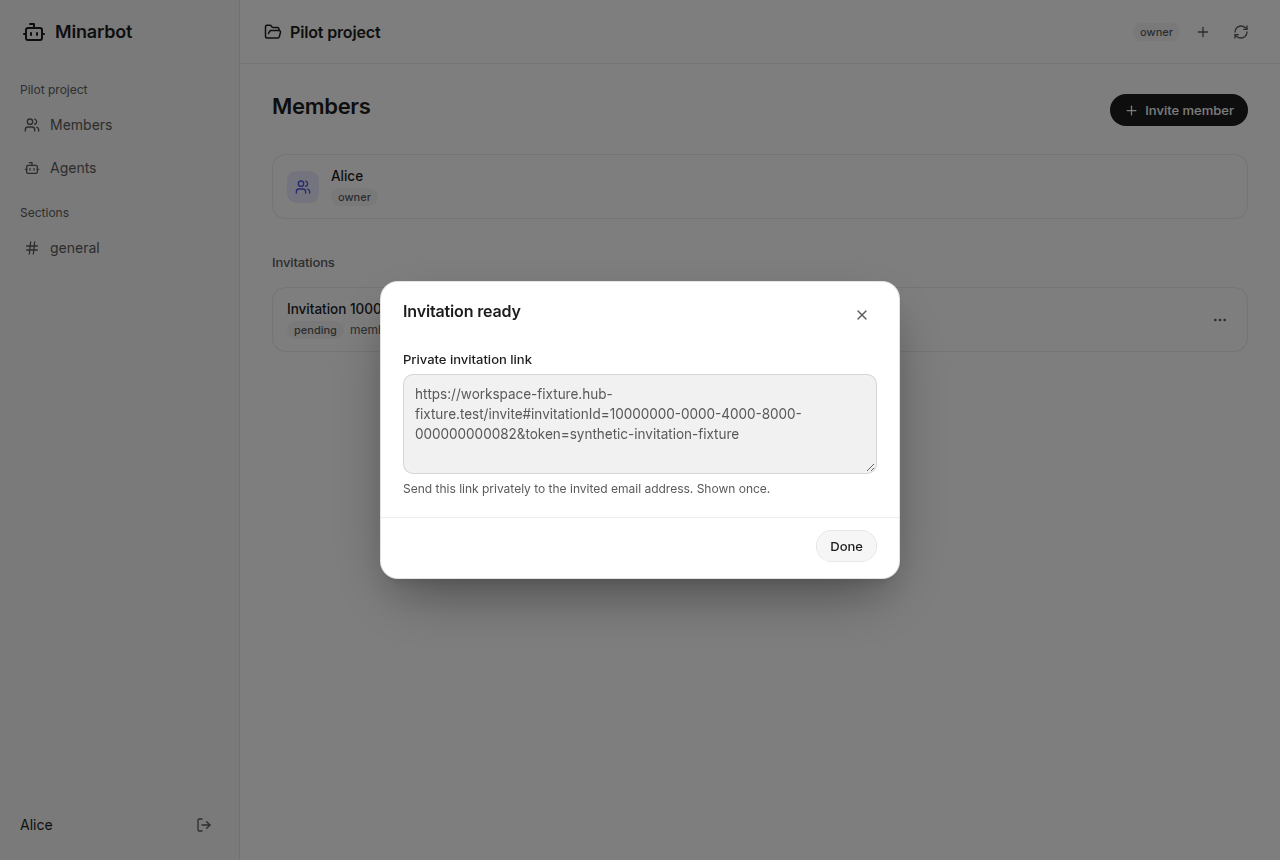 Minarbot
Pilot project
Members
Agents
Sections
general
Alice
Pilot project
owner
Members
Invite member
Alice
owner
Invitations
Invitation 1000
pending
Invitation ready
Private invitation link
https://workspace-fixture.hub-
fixture.test/invite#invitationId=10000000-0000-4000-8000-
000000000082&token=synthetic-invitation-fixture
Send this link privately to the invited email address. Shown once.
Done